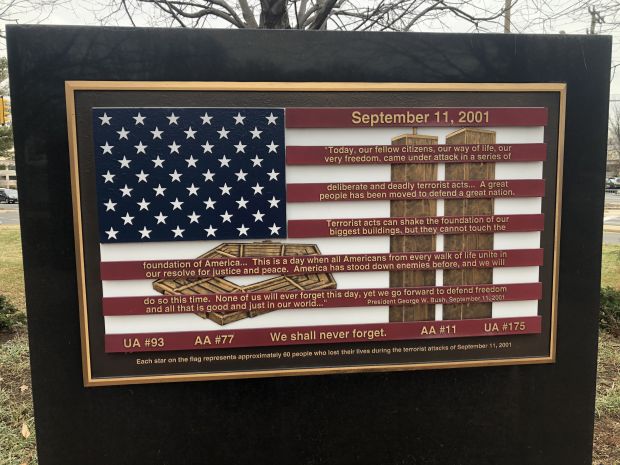 September 11, 2001
"Today, our fellow citizens, our way of life, our
very freedom, came under attack in a series of
deliberate and deadly terrorist acts... A great
people has been moved to defend a great nation.
Terrorist acts can shake the foundation of our
biggest buildings, but they cannot touch the
foundation of America... This is a day when all Americans from every walk of life unite in
our resolve for justice and peace. America has stood down enemies before, and we will
do so this time. None of us will ever forget this day, yet we go forward to defend freedom
and all that is good and just in our world..."
President George W. Bush, September 11, 2001
UA #93 AA #77 We shall never forget. AA #11 UA #175
Each star on the flag represents approximately 60 people who lost their lives during the terrorist attacks of September 11, 2001